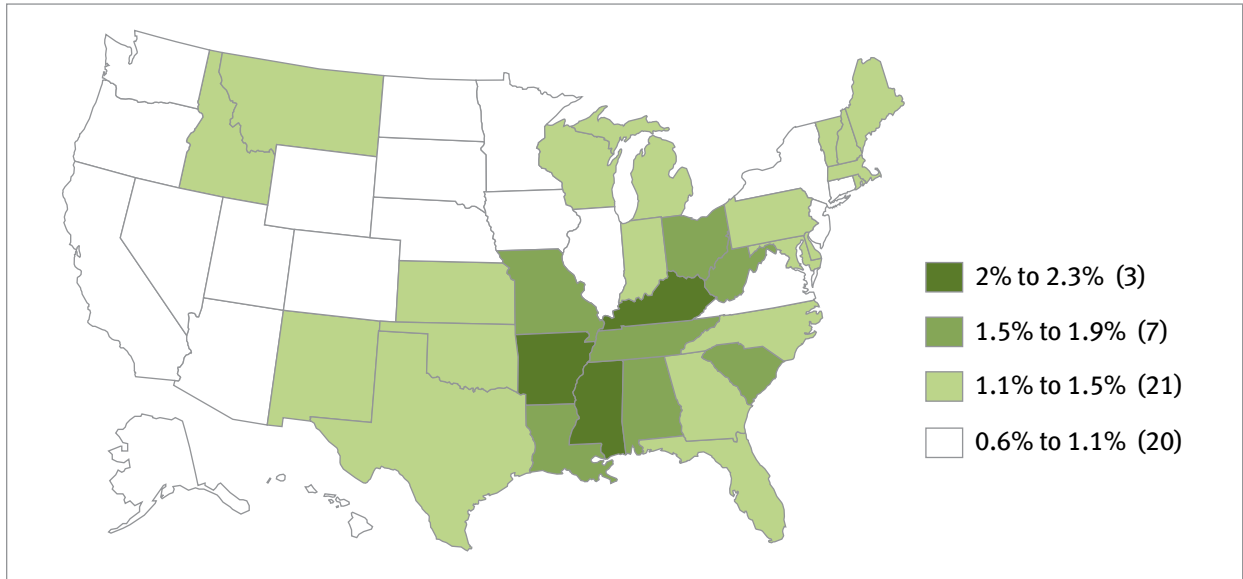 2% to 2.3% (3)
1.5% to 1.9% (7)
1.1% to 1.5% (21)
0.6% to 1.1% (20)